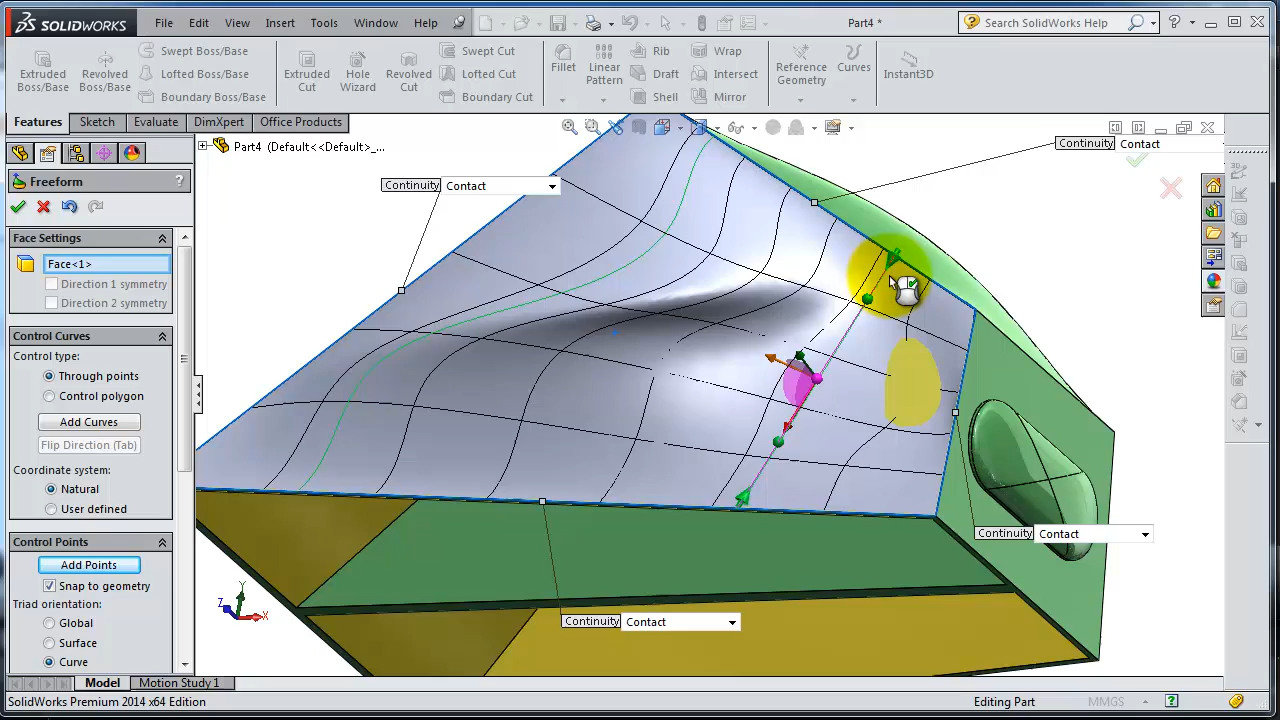 SOLIDWORKS File Edit View Insert Tools Window Help Part4 * Search SolidWorks Help
Extruded Boss/Base
Revolved Boss/Base
Swept Boss/Base
Lofted Boss/Base
Boundary Boss/Base
Extruded Cut
Hole Wizard
Revolved Cut
Swept Cut
Lofted Cut
Boundary Cut
Fillet
Linear Pattern
Rib
Draft
Shell
Wrap
Intersect
Mirror
Reference Geometry
Curves
Instant3D
Features Sketch Evaluate DimXpert Office Products
Part4 (Default<<Default>_...
Freeform ?
Face Settings
Face<1>
Direction 1 symmetry
Direction 2 symmetry
Control Curves
Control type:
Through points
Control polygon
Add Curves
Flip Direction (Tab)
Coordinate system:
Natural
User defined
Control Points
Add Points
Snap to geometry
Triad orientation:
Global
Surface
Curve
Continuity Contact
Continuity Contact
Continuity Contact
Continuity Contact
Y
Z
X
Model Motion Study 1
SolidWorks Premium 2014 x64 Edition Editing Part MMGS